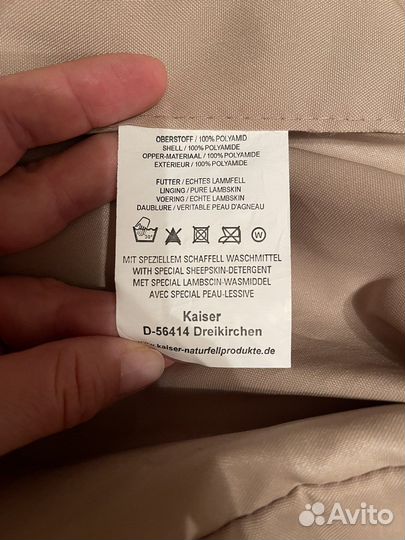 OBERSTOFF / 100% POLYAMID
SHELL / 100% POLYAMIDE
OPPER-MATERIAAL / 100% POLYAMIDE
EXTERIEUR / 100% POLYAMIDE
FUTTER / ECHTES LAMMFELL
LINGING / PURE LAMBSKIN
VOERING / ECHTE LAMBSKIN
DAUBLURE / VERITABLE PEAU D'AGNEAU
30°
W
MIT SPEZIELLEM SCHAFFELL WASCHMITTEL
WITH SPECIAL SHEEPSKIN-DETERGENT
MET SPECIAL LAMBSCIN-WASMIDDEL
AVEC SPECIAL PEAU-LESSIVE
Kaiser
D-56414 Dreikirchen
www.kaiser-naturfellprodukte.de
Avito